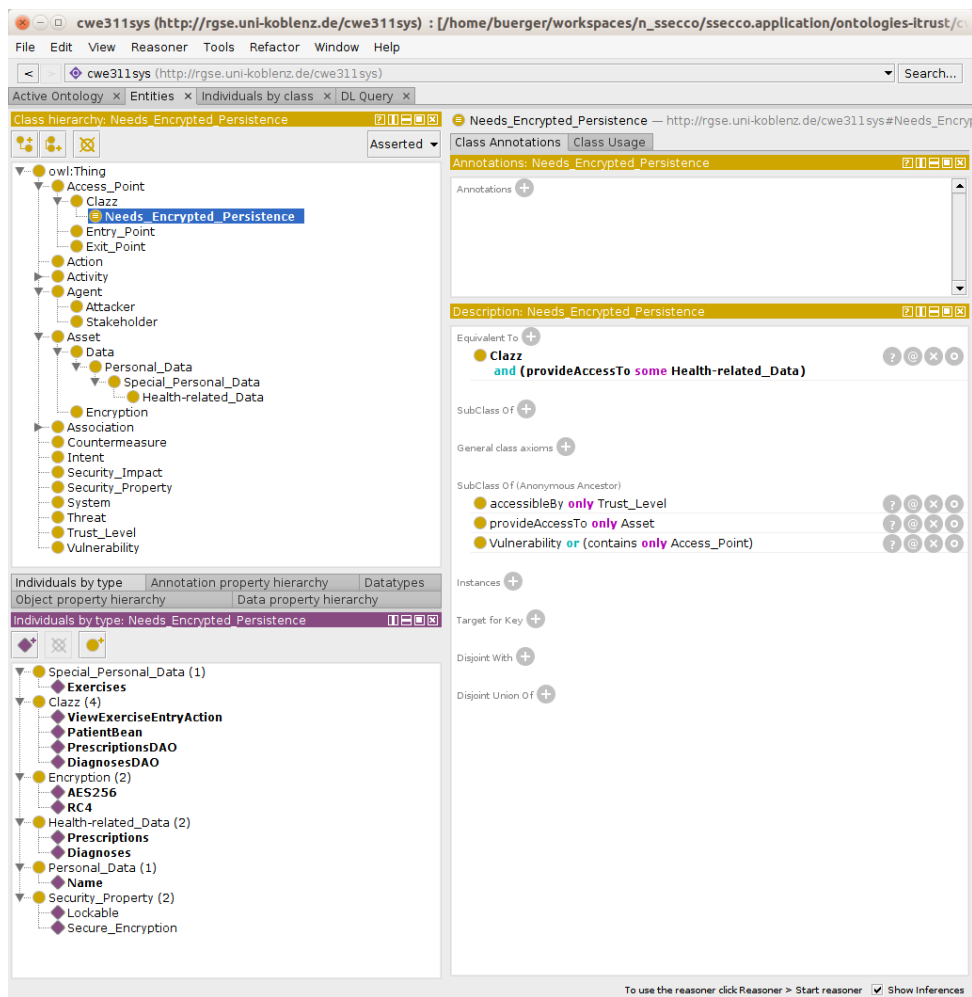 cwe311sys (http://rgse.uni-koblenz.de/cwe311sys) : [/home/buerger/workspaces/n_ssecco/ssecco.application/ontologies-itrust/c
File Edit View Reasoner Tools Refactor Window Help
< > cwe311sys (http://rgse.uni-koblenz.de/cwe311sys) Search...
Active Ontology × Entities × Individuals by class × DL Query ×
Class hierarchy: Needs_Encrypted_Persistence
Asserted
owl:Thing
Access_Point
Clazz
Needs_Encrypted_Persistence
Entry_Point
Exit_Point
Action
Activity
Agent
Attacker
Stakeholder
Asset
Data
Personal_Data
Special_Personal_Data
Health-related_Data
Encryption
Association
Countermeasure
Intent
Security_Impact
Security_Property
System
Threat
Trust_Level
Vulnerability
Individuals by type Annotation property hierarchy Datatypes
Object property hierarchy Data property hierarchy
Individuals by type: Needs_Encrypted_Persistence
Special_Personal_Data (1)
Exercises
Clazz (4)
ViewExerciseEntryAction
PatientBean
PrescriptionsDAO
DiagnosesDAO
Encryption (2)
AES256
RC4
Health-related_Data (2)
Prescriptions
Diagnoses
Personal_Data (1)
Name
Security_Property (2)
Lockable
Secure_Encryption
Needs_Encrypted_Persistence — http://rgse.uni-koblenz.de/cwe311sys#Needs_Encry
Class Annotations Class Usage
Annotations: Needs_Encrypted_Persistence
Annotations
Description: Needs_Encrypted_Persistence
Equivalent To
Clazz
and (provideAccessTo some Health-related_Data)
SubClass Of
General class axioms
SubClass Of (Anonymous Ancestor)
accessibleBy only Trust_Level
provideAccessTo only Asset
Vulnerability or (contains only Access_Point)
Instances
Target for Key
Disjoint With
Disjoint Union Of
To use the reasoner click Reasoner > Start reasoner Show Inferences